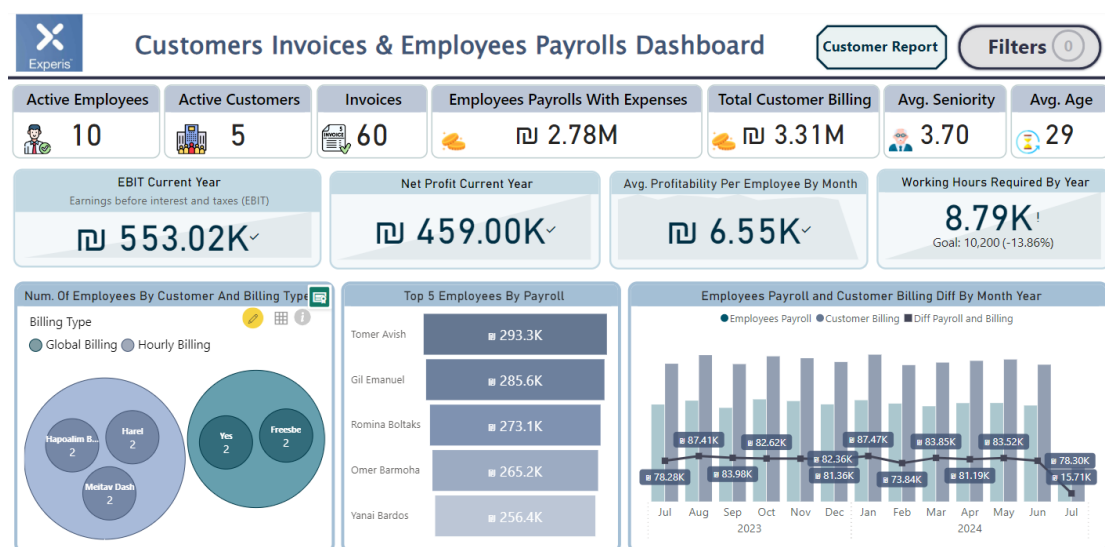 Experis
Customers Invoices & Employees Payrolls Dashboard
Customer Report
Filters 0
Active Employees
10
Active Customers
5
Invoices
INVOICE
60
Employees Payrolls With Expenses
₪ 2.78M
Total Customer Billing
₪ 3.31M
Avg. Seniority
3.70
Avg. Age
29
EBIT Current Year
Earnings before interest and taxes (EBIT)
₪ 553.02K
Net Profit Current Year
₪ 459.00K
Avg. Profitability Per Employee By Month
₪ 6.55K
Working Hours Required By Year
8.79K!
Goal: 10,200 (-13.86%)
Num. Of Employees By Customer And Billing Type
Billing Type
Global Billing Hourly Billing
Hapoalim B...
2
Harel
2
Meitav Dash
2
Yes
2
Freesbe
2
Top 5 Employees By Payroll
Tomer Avish ₪ 293.3K
Gil Emanuel ₪ 285.6K
Romina Boltaks ₪ 273.1K
Omer Barmoha ₪ 265.2K
Yanai Bardos ₪ 256.4K
Employees Payroll and Customer Billing Diff By Month Year
Employees Payroll Customer Billing Diff Payroll and Billing
₪ 78.28K
₪ 87.41K
₪ 83.98K
₪ 82.62K
₪ 82.36K
₪ 81.36K
₪ 87.47K
₪ 73.84K
₪ 83.85K
₪ 81.19K
₪ 83.52K
₪ 78.30K
₪ 15.71K
Jul Aug Sep Oct Nov Dec Jan Feb Mar Apr May Jun Jul
2023 2024